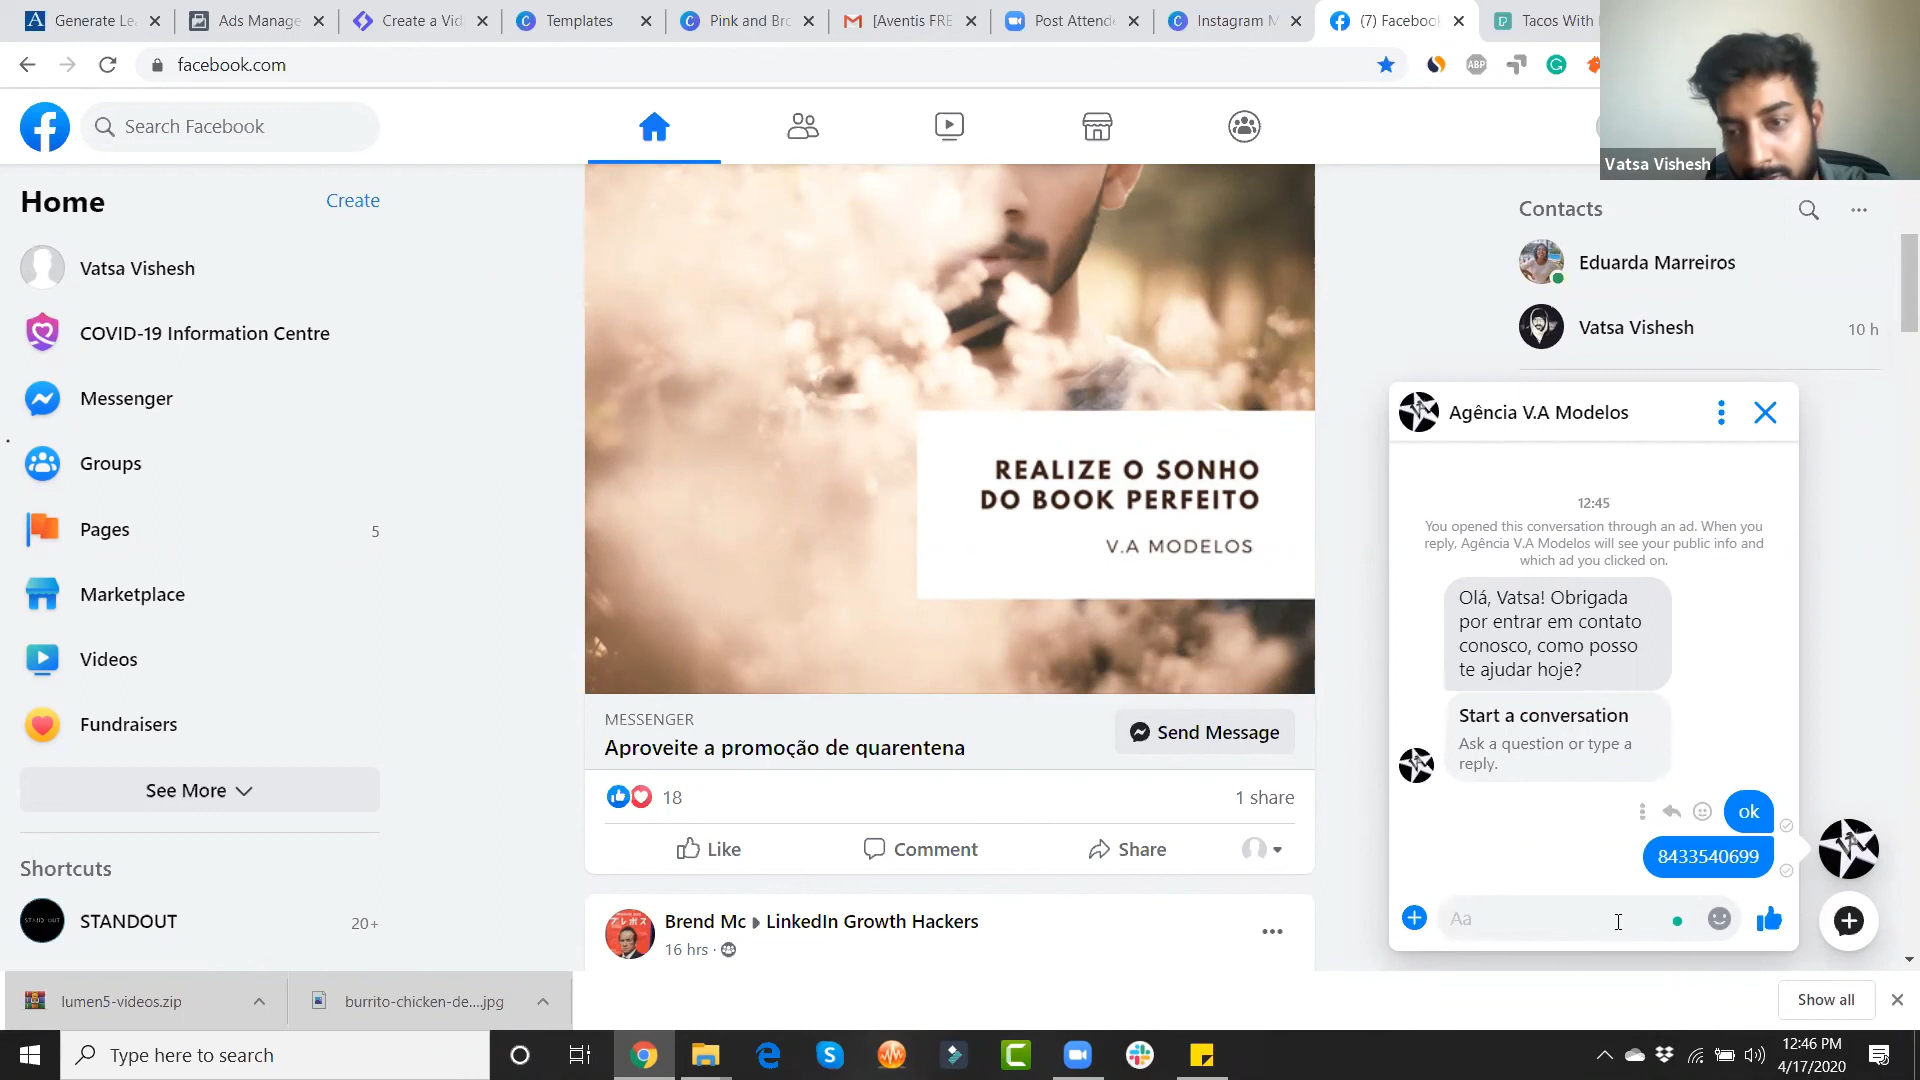 Generate Le
Ads Manage
Create a Vid
Templates
Pink and Bro
[Aventis FRE
Post Attend
Instagram M
(7) Facebook
Tacos With
facebook.com
ABP
Search Facebook
Vatsa Vishesh
Home
Create
Vatsa Vishesh
COVID-19 Information Centre
Messenger
Groups
Pages
5
Marketplace
Videos
Fundraisers
See More
Shortcuts
STANDOUT
20+
REALIZE O SONHO
DO BOOK PERFEITO
V.A MODELOS
MESSENGER
Aproveite a promoção de quarentena
Send Message
18
1 share
Like
Comment
Share
Brend Mc
LinkedIn Growth Hackers
16 hrs
Contacts
Eduarda Marreiros
Vatsa Vishesh
10 h
Agência V.A Modelos
12:45
You opened this conversation through an ad. When you
reply, Agência V.A Modelos will see your public info and
which ad you clicked on.
Olá, Vatsa! Obrigada
por entrar em contato
conosco, como posso
te ajudar hoje?
Start a conversation
Ask a question or type a
reply.
ok
8433540699
Aa
lumen5-videos.zip
burrito-chicken-de....jpg
Show all
Type here to search
12:46 PM
4/17/2020